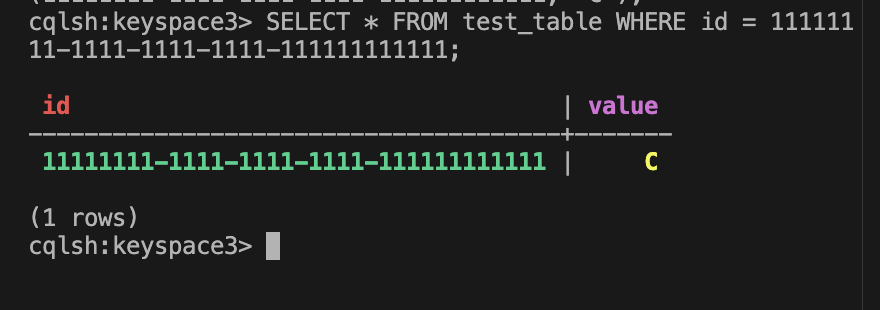 cqlsh:keyspace3> SELECT * FROM test_table WHERE id = 111111
11-1111-1111-1111-111111111111;
id | value
--------------------------------------+-------
11111111-1111-1111-1111-111111111111 | C
(1 rows)
cqlsh:keyspace3>